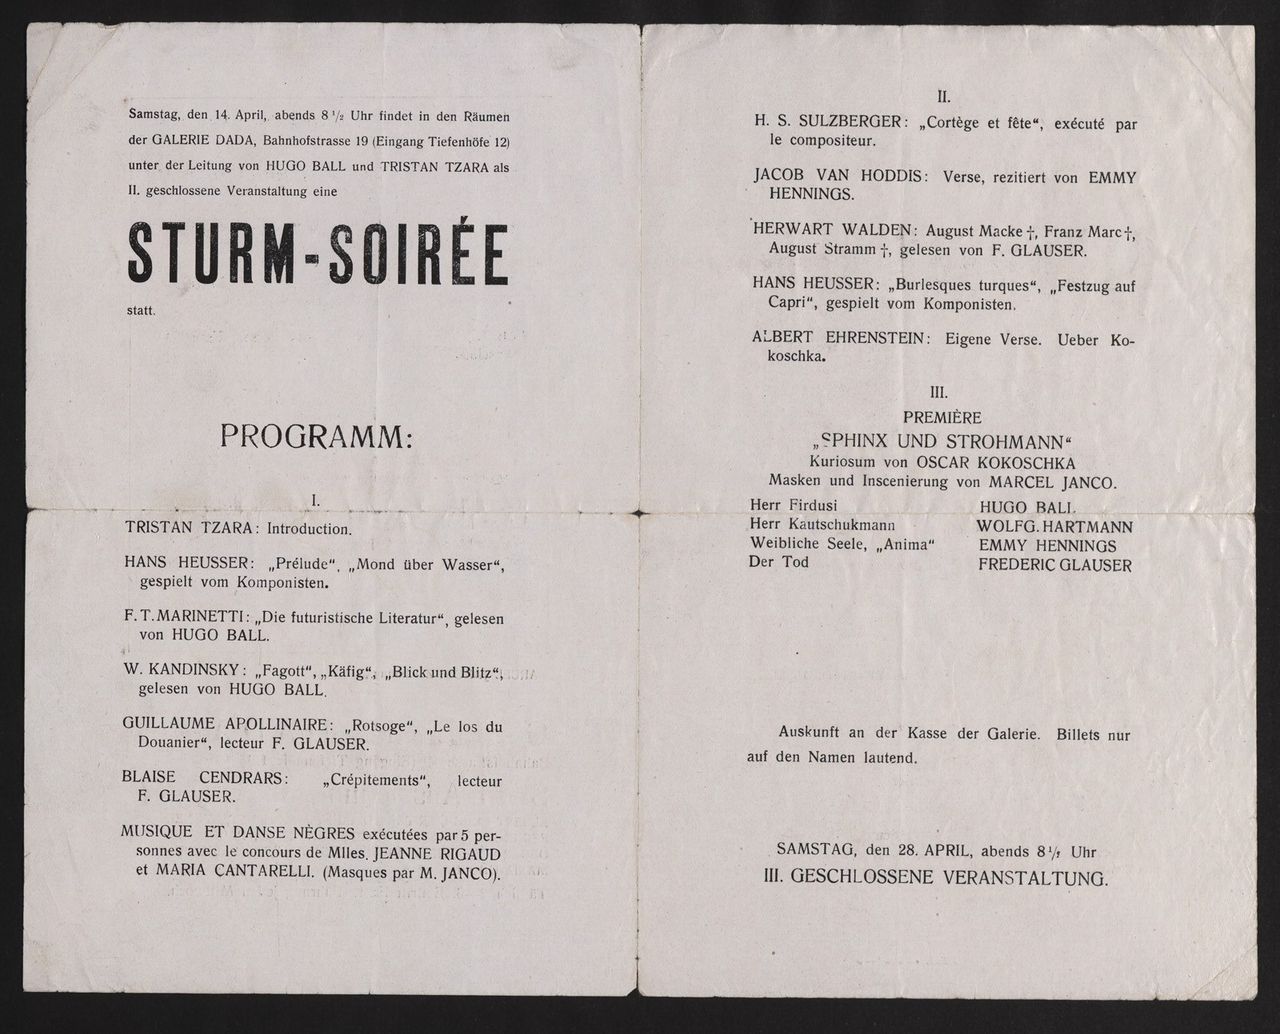 Samstag, den 14. April, abends 8 1/2 Uhr findet in den Räumen
der GALERIE DADA, Bahnhofstrasse 19 (Eingang Tiefenhöfe 12)
unter der Leitung von HUGO BALL und TRISTAN TZARA als
II. geschlossene Veranstaltung eine
STURM-SOIRÉE
statt.
PROGRAMM:
I.
TRISTAN TZARA: Introduction.
HANS HEUSSER: „Prélude“, „Mond über Wasser“,
gespielt vom Komponisten.
F. T. MARINETTI: „Die futuristische Literatur“, gelesen
von HUGO BALL.
W. KANDINSKY: „Fagott“, „Käfig“, „Blick und Blitz“,
gelesen von HUGO BALL.
GUILLAUME APOLLINAIRE: „Rotsoge“, „Le los du
Douanier“, lecteur F. GLAUSER.
BLAISE CENDRARS: „Crépitements“, lecteur
F. GLAUSER.
MUSIQUE ET DANSE NÈGRES exécutées par 5 per-
sonnes avec le concours de Mlles. JEANNE RIGAUD
et MARIA CANTARELLI. (Masques par M. JANCO).
II.
H. S. SULZBERGER: „Cortège et fête“, exécuté par
le compositeur.
JACOB VAN HODDIS: Verse, rezitiert von EMMY
HENNINGS.
HERWART WALDEN: August Macke †, Franz Marc †,
August Stramm †, gelesen von F. GLAUSER.
HANS HEUSSER: „Burlesques turques“, „Festzug auf
Capri“, gespielt vom Komponisten.
ALBERT EHRENSTEIN: Eigene Verse. Ueber Ko-
koschka.
III.
PREMIÈRE
„SPHINX UND STROHMANN“
Kuriosum von OSCAR KOKOSCHKA
Masken und Inscenierung von MARCEL JANCO.
Herr Firdusi HUGO BALL
Herr Kautschukmann WOLFG. HARTMANN
Weibliche Seele, „Anima“ EMMY HENNINGS
Der Tod FREDERIC GLAUSER
Auskunft an der Kasse der Galerie. Billets nur
auf den Namen lautend.
SAMSTAG, den 28. APRIL, abends 8 1/2 Uhr
III. GESCHLOSSENE VERANSTALTUNG.